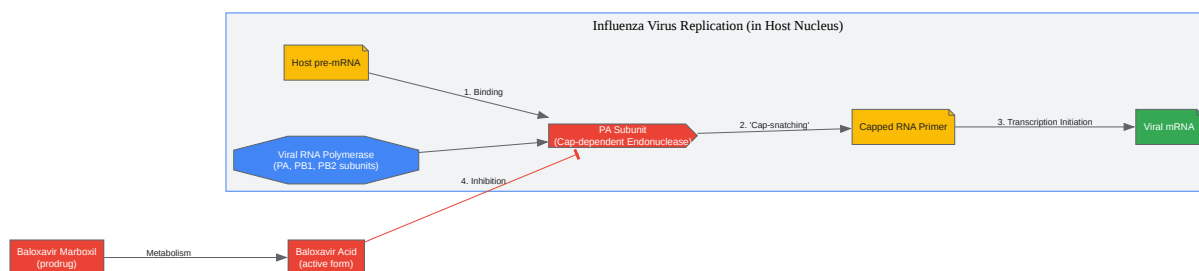 Influenza Virus Replication (in Host Nucleus)
Host pre-mRNA
1. Binding
PA Subunit
(Cap-dependent Endonuclease)
2. 'Cap-snatching'
Capped RNA Primer
3. Transcription Initiation
Viral mRNA
Viral RNA Polymerase
(PA, PB1, PB2 subunits)
4. Inhibition
Baloxavir Marboxil
(prodrug)
Metabolism
Baloxavir Acid
(active form)